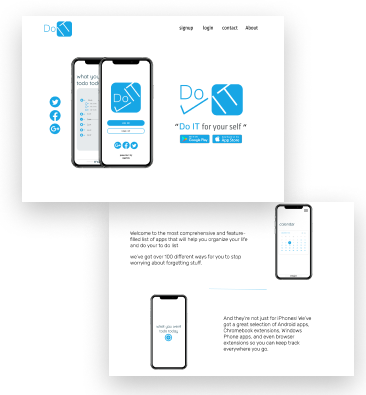 Do IT
signup login contact About
what you
todo tod
Do IT
Do IT
“ Do IT for your self ”
Google Play
App Store
Welcome to the most comprehensive and feature-
filled list of apps that will help you organize your life
and do your to do list
we've got over 100 different ways for you to stop
worrying about forgetting stuff.
calendar
what you want
todo today
And they're not just for iPhones! We've
got a great selection of Android apps,
Chromebook extensions, Windows
Phone apps, and even browser
extensions so you can keep track
everywhere you go.